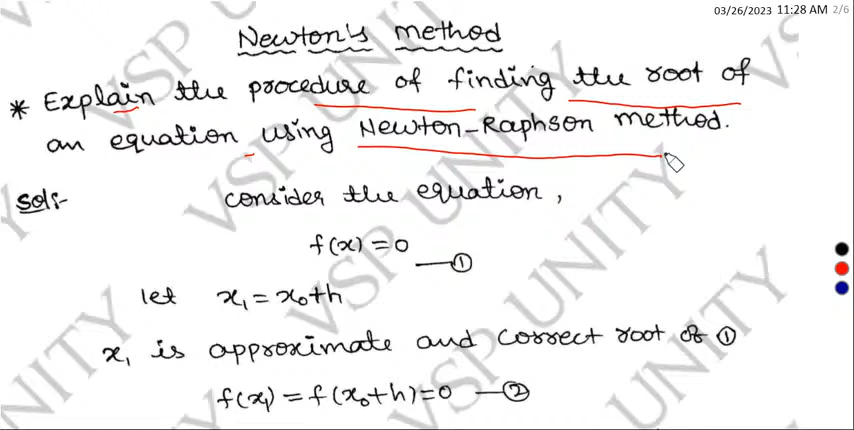 03/26/2023 11:28 AM 2/6
Newton's method
* Explain the procedure of finding the root of
an equation using Newton-Raphson method.
Sol:-
consider the equation,
f(x) = 0 —①
let x₁ = x₀+h
x₁ is approximate and correct root of ①
f(x₁) = f(x₀+h) = 0 —②
VSP UNITY